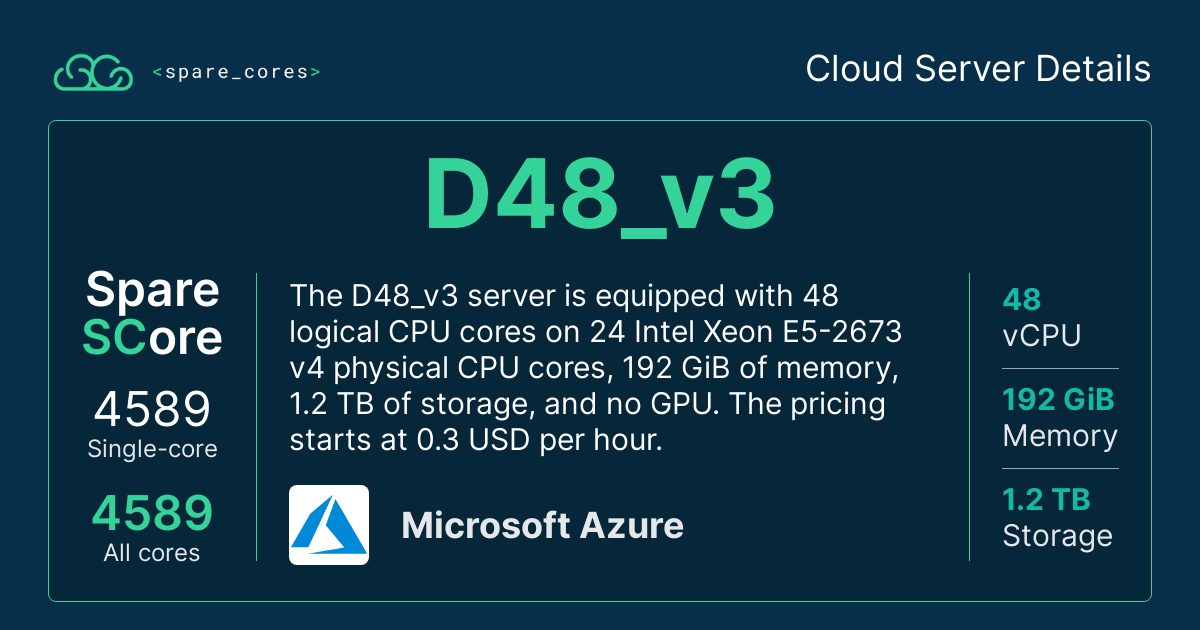 <spare_cores>
Cloud Server Details
D48_v3
Spare
SCore
4589
Single-core
4589
All cores
The D48_v3 server is equipped with 48
logical CPU cores on 24 Intel Xeon E5-2673
v4 physical CPU cores, 192 GiB of memory,
1.2 TB of storage, and no GPU. The pricing
starts at 0.3 USD per hour.
Microsoft Azure
48
vCPU
192 GiB
Memory
1.2 TB
Storage